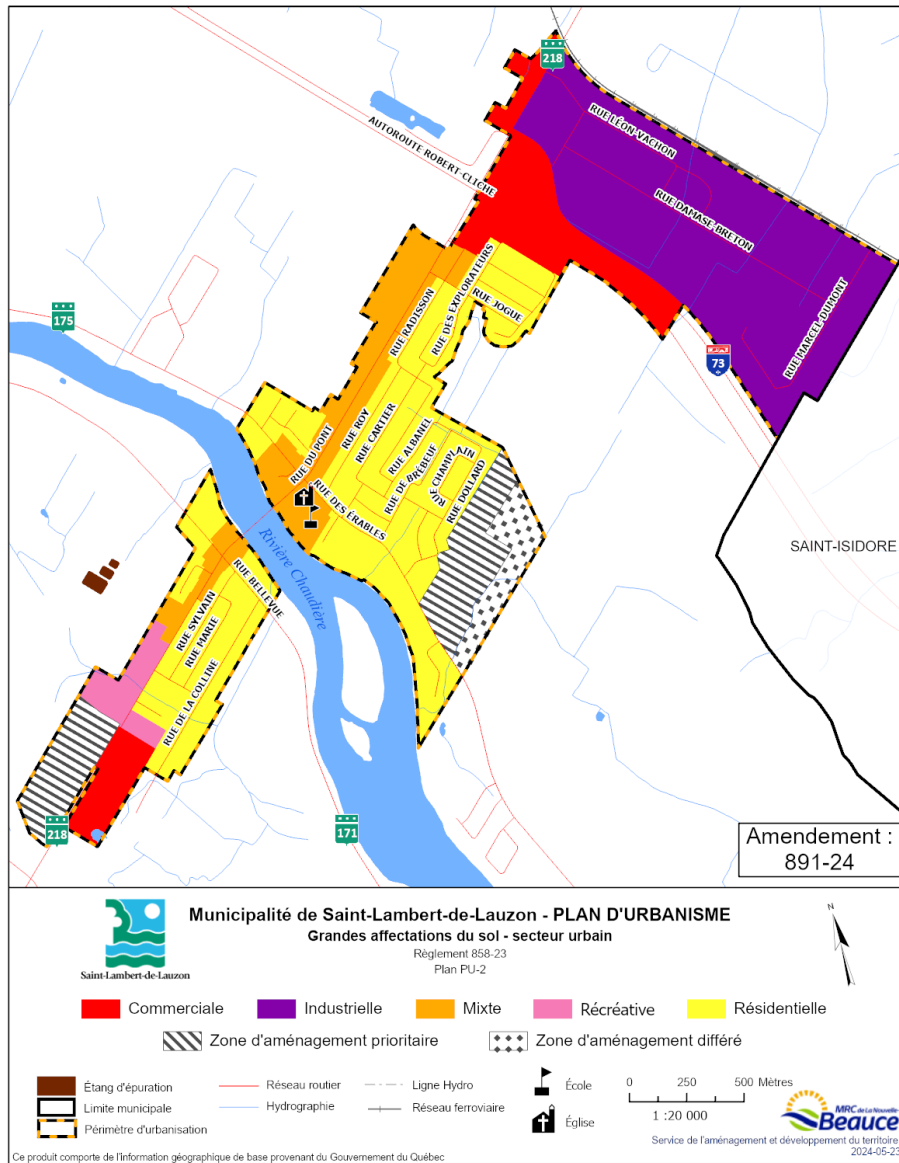 218
RUE LÉON-VACHON
AUTOROUTE ROBERT-CLICHE
RUE DAMASE-BRETON
RUE MARCEL-DUMONT
RUE DES EXPLORATEURS
RUE JOGUE
RUE RADISSON
175
73
RUE ROY
RUE CARTIER
RUE ALBANEL
RUE DE BRÉBEUF
RUE CHAMPLAIN
RUE DOLLARD
RUE DU PONT
RUE DES ÉRABLES
SAINT-ISIDORE
Rivière Chaudière
RUE BELLEVUE
RUE SYLVAIN
RUE MARIE
RUE DE LA COLLINE
218
171
Amendement :
891-24
Municipalité de Saint-Lambert-de-Lauzon - PLAN D'URBANISME
Grandes affectations du sol - secteur urbain
Règlement 858-23
Plan PU-2
Saint-Lambert-de-Lauzon
N
Commerciale
Industrielle
Mixte
Récréative
Résidentielle
Zone d'aménagement prioritaire
Zone d'aménagement différé
Étang d'épuration
Limite municipale
Périmètre d'urbanisation
Réseau routier
Hydrographie
Ligne Hydro
Réseau ferroviaire
École
Église
0 250 500 Mètres
1 :20 000
MRC de La Nouvelle-
Beauce
Service de l'aménagement et développement du territoire
2024-05-23
Ce produit comporte de l'information géographique de base provenant du Gouvernement du Québec